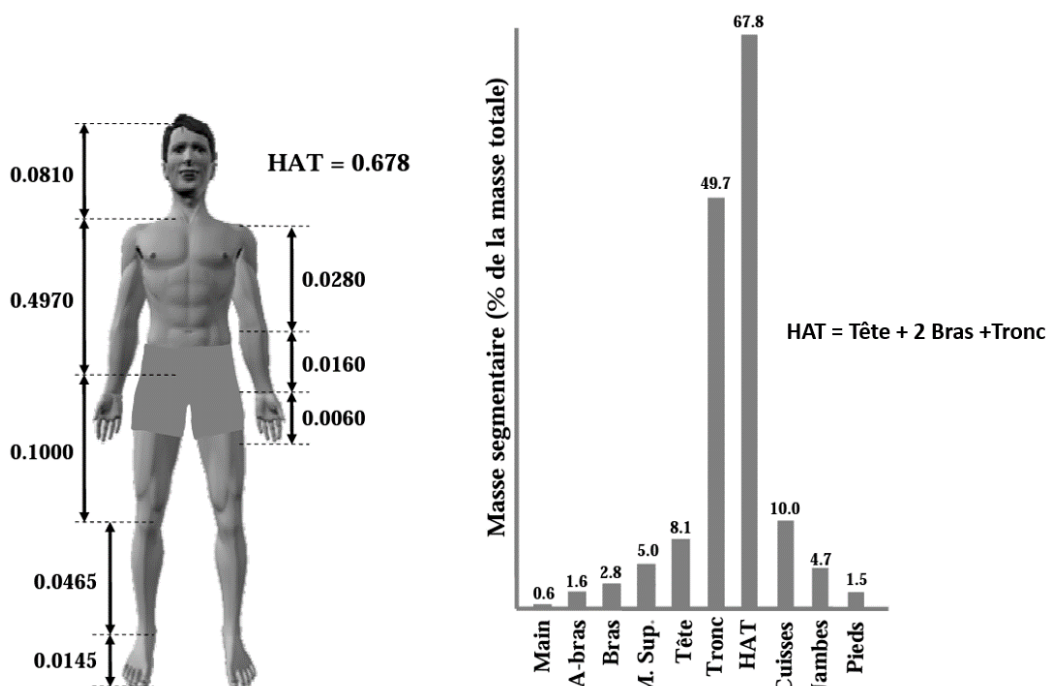 0.0810
0.4970
0.1000
0.0465
0.0145
HAT = 0.678
0.0280
0.0160
0.0060
Masse segmentaire (% de la masse totale)
0.6
1.6
2.8
5.0
8.1
49.7
67.8
10.0
4.7
1.5
Main
A-bras
Bras
M. Sup.
Tête
Tronc
HAT
Cuisses
Jambes
Pieds
HAT = Tête + 2 Bras +Tronc